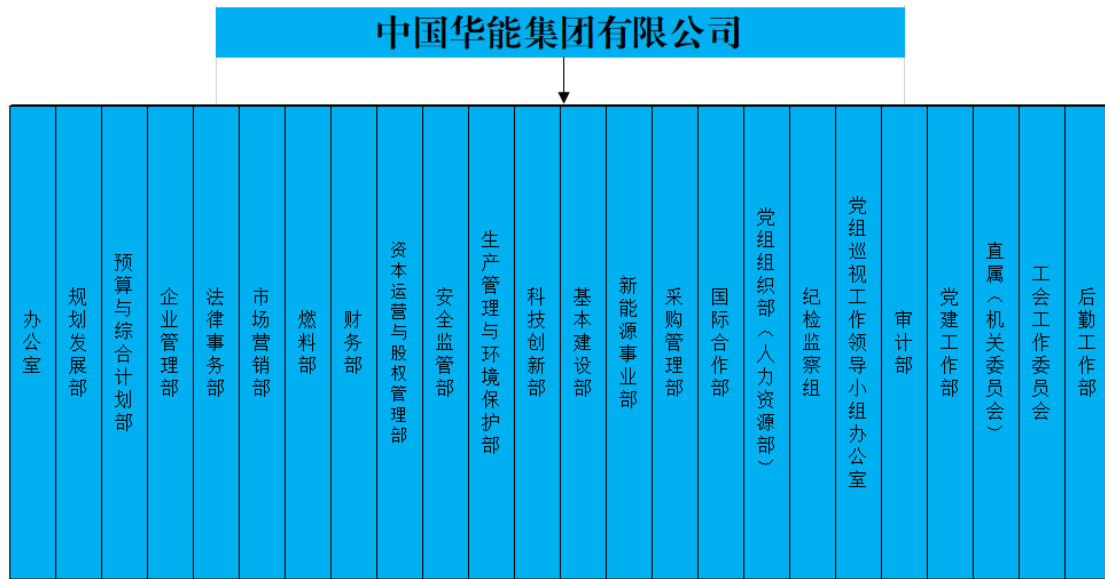 中国华能集团有限公司
办公室
规划发展部
预算与综合计划部
企业管理部
法律事务部
市场营销部
燃料部
财务部
资本运营与股权管理部
安全监管部
生产管理与环境保护部
科技创新部
基本建设部
新能源事业部
采购管理部
国际合作部
党组组织部（人力资源部）
纪检监察组
党组巡视工作领导小组办公室
审计部
党建工作部
直属（机关委员会）
工会工作委员会
后勤工作部